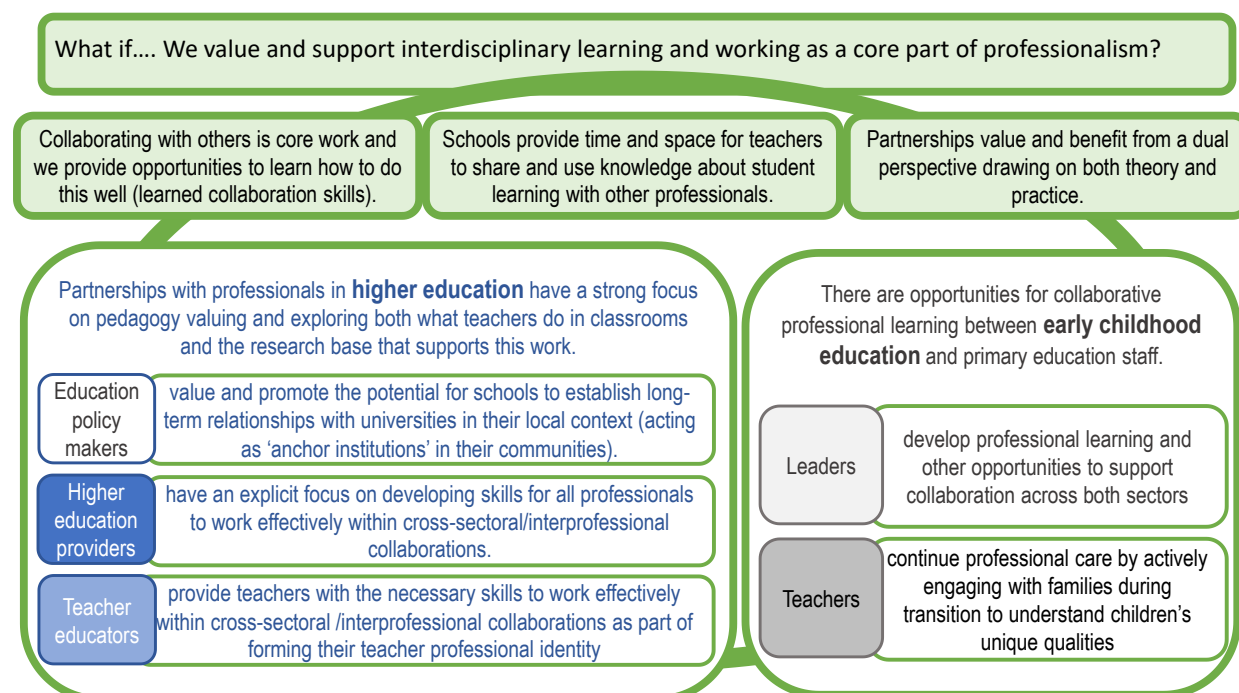 What if.... We value and support interdisciplinary learning and working as a core part of professionalism?
Collaborating with others is core work and
we provide opportunities to learn how to do
this well (learned collaboration skills).
Schools provide time and space for teachers
to share and use knowledge about student
learning with other professionals.
Partnerships value and benefit from a dual
perspective drawing on both theory and
practice.
Partnerships with professionals in higher education have a strong focus
on pedagogy valuing and exploring both what teachers do in classrooms
and the research base that supports this work.
Education
policy
makers
value and promote the potential for schools to establish long-
term relationships with universities in their local context (acting
as ‘anchor institutions’ in their communities).
Higher
education
providers
have an explicit focus on developing skills for all professionals
to work effectively within cross-sectoral/interprofessional
collaborations.
Teacher
educators
provide teachers with the necessary skills to work effectively
within cross-sectoral /interprofessional collaborations as part of
forming their teacher professional identity
There are opportunities for collaborative
professional learning between early childhood
education and primary education staff.
Leaders
develop professional learning and
other opportunities to support
collaboration across both sectors
Teachers
continue professional care by actively
engaging with families during
transition to understand children’s
unique qualities